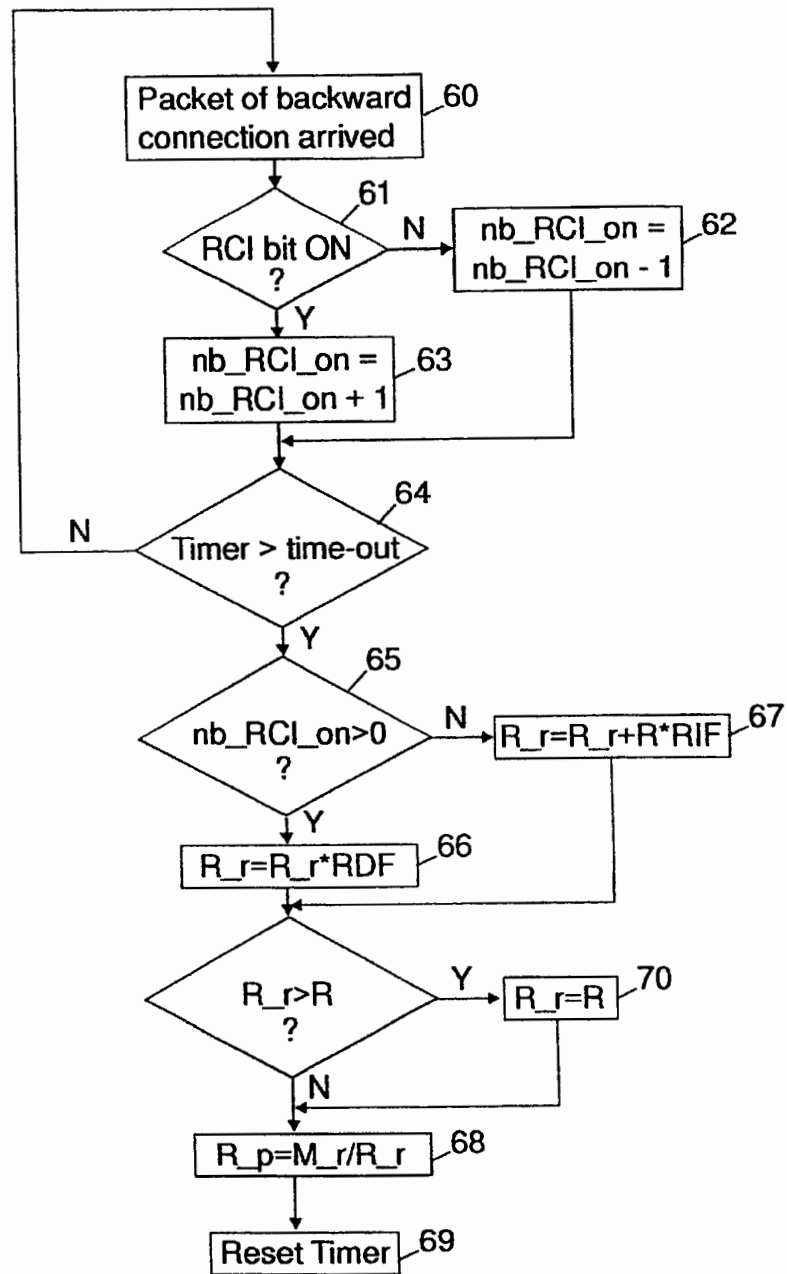 Packet of backward
connection arrived
60
61
RCI bit ON
?
N
nb_RCI_on =
nb_RCI_on - 1
62
Y
nb_RCI_on =
nb_RCI_on + 1
63
64
N
Timer > time-out
?
Y
65
nb_RCI_on>0
?
N
R_r=R_r+R*RIF
67
Y
R_r=R_r*RDF
66
R_r>R
?
Y
R_r=R
70
N
R_p=M_r/R_r
68
Reset Timer
69